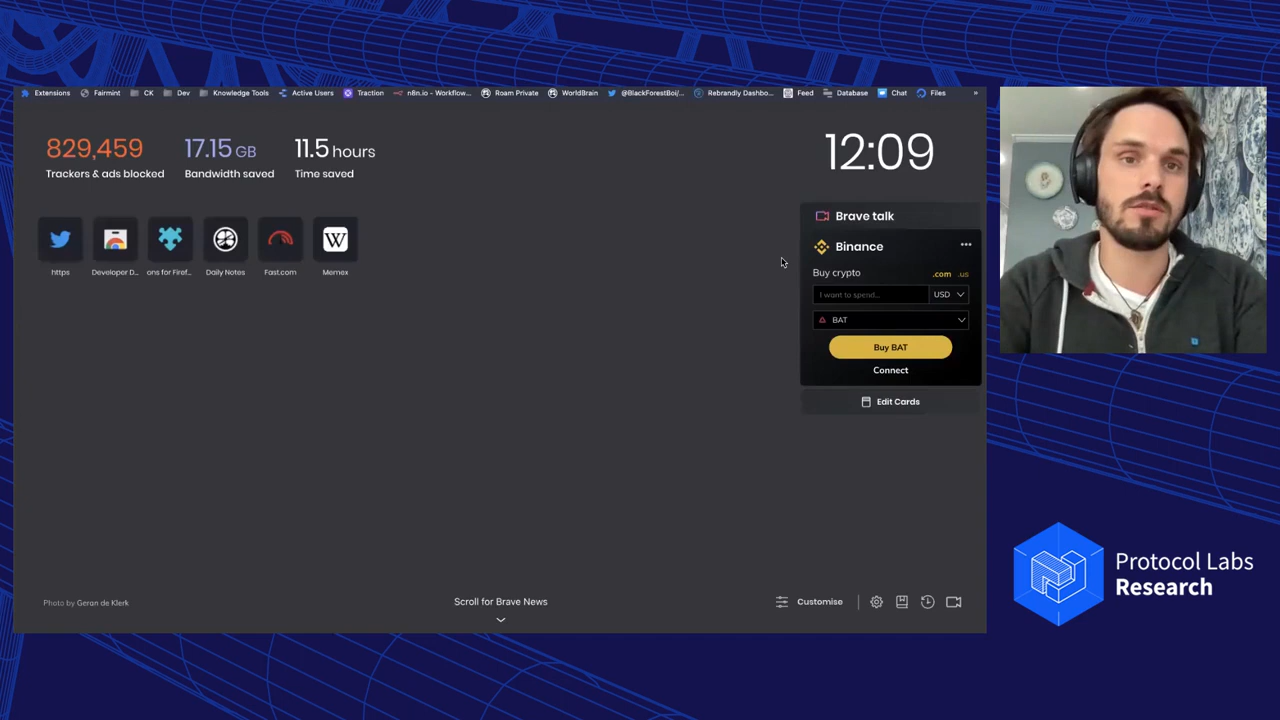 Extensions Fairmint CK Dev Knowledge Tools Active Users Traction n8n.io - Workflow... Roam Private WorldBrain @BlackForestBoi/... Rebrandly Dashbo... Feed Database Chat Files »
829,459 17.15 GB 11.5 hours
Trackers & ads blocked Bandwidth saved Time saved
12:09
Brave talk
Binance
Buy crypto .com .us
I want to spend... USD
BAT
Buy BAT
Connect
Edit Cards
W
https Developer D... ons for Firef... Daily Notes Fast.com Memex
Photo by Geran de Klerk
Scroll for Brave News
Customise
Protocol Labs
Research